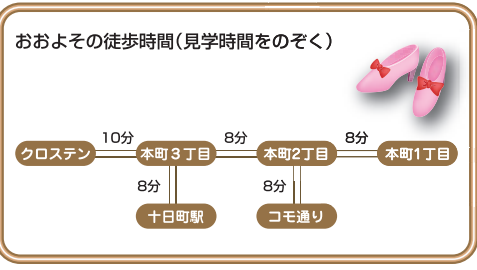 おおよその徒歩時間(見学時間をのぞく)
10分 8分 8分
クロステン 本町3丁目 本町2丁目 本町1丁目
8分 8分
十日町駅 コモ通り